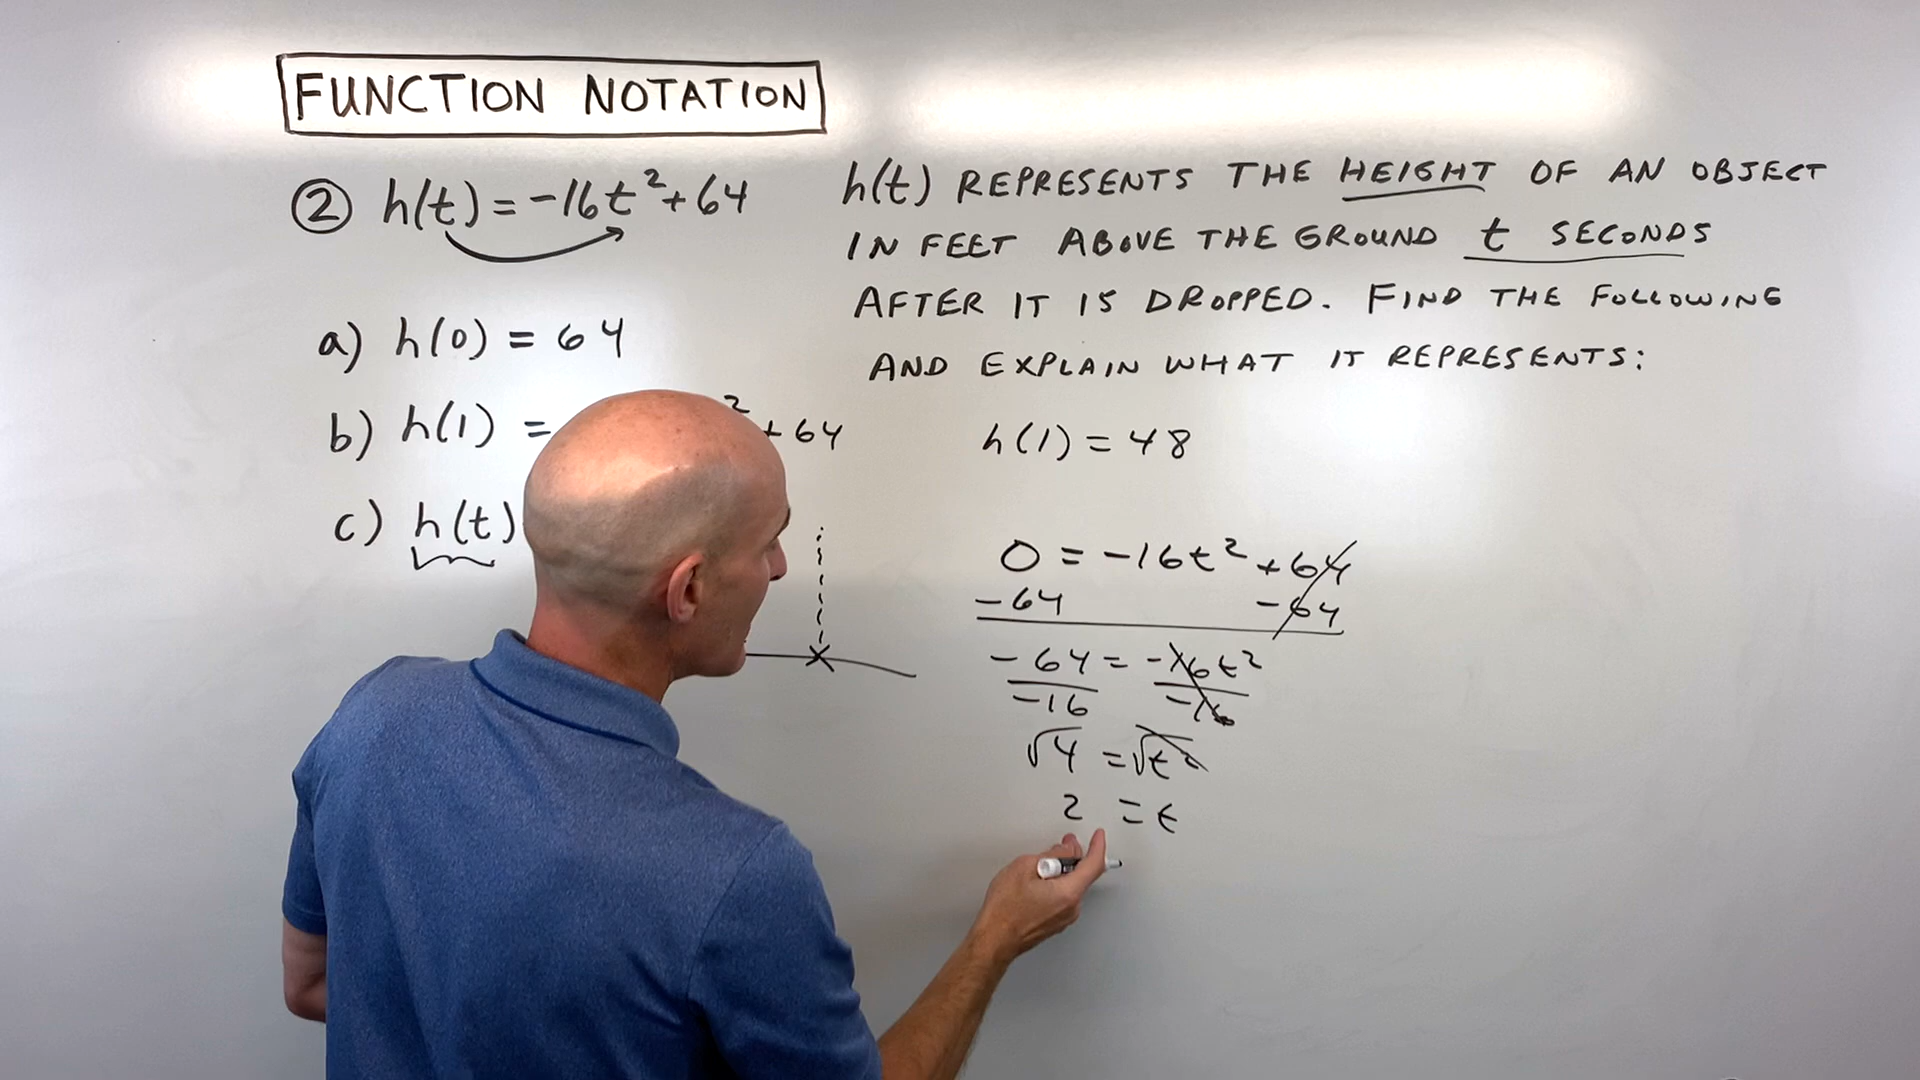 FUNCTION NOTATION
② h(t) = -16t² + 64
h(t) REPRESENTS THE HEIGHT OF AN OBJECT
IN FEET ABOVE THE GROUND t SECONDS
AFTER IT IS DROPPED. FIND THE FOLLOWING
AND EXPLAIN WHAT IT REPRESENTS:
a) h(0) = 64
b) h(1) = ² + 64
h(1) = 48
c) h(t)
0 = -16t² + 64
-64 -64
-64 = -16t²
-16 -16
√4 = √t²
2 = t